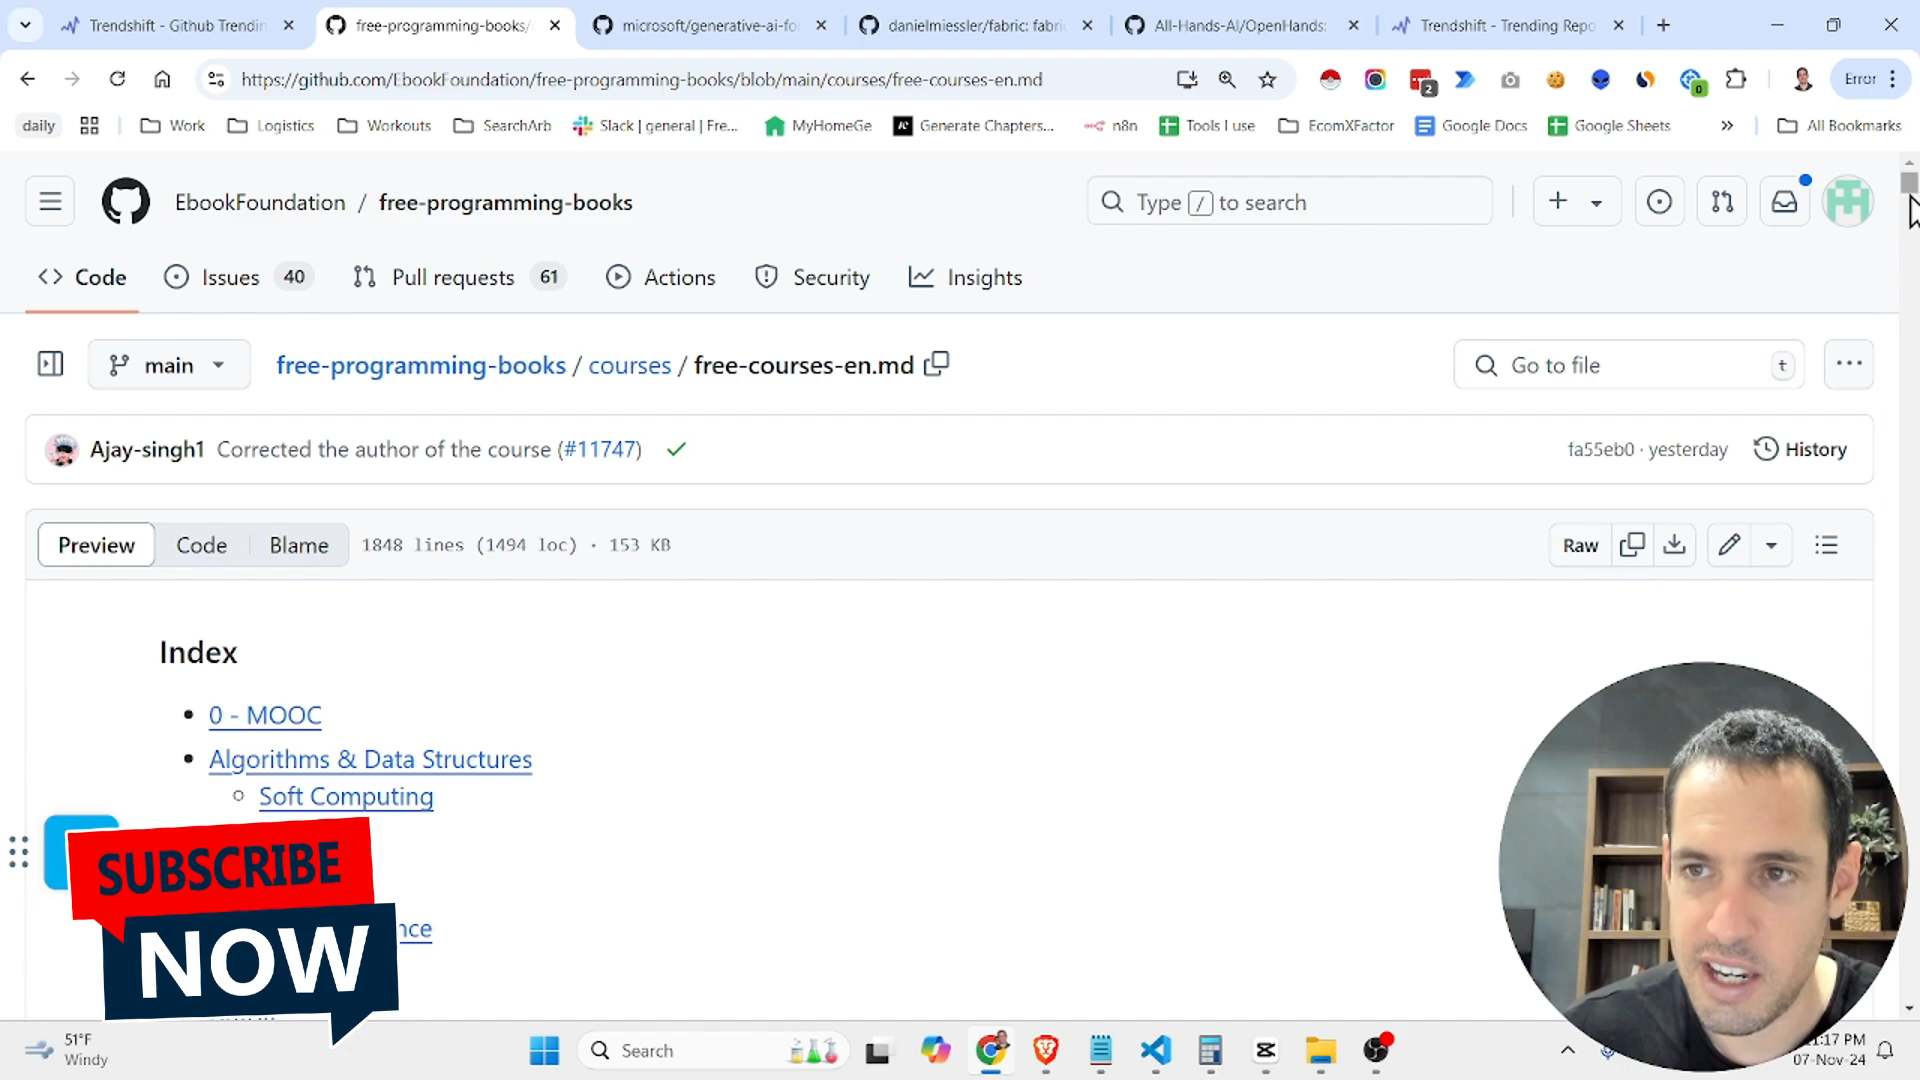 Trendshift - Github Trendin
free-programming-books/
microsoft/generative-ai-fo
danielmiessler/fabric: fabri
All-Hands-AI/OpenHands:
Trendshift - Trending Repo
https://github.com/EbookFoundation/free-programming-books/blob/main/courses/free-courses-en.md
2
0
Error
daily
Work
Logistics
Workouts
SearchArb
Slack | general | Fre...
MyHomeGe
Generate Chapters...
n8n
Tools I use
EcomXFactor
Google Docs
Google Sheets
All Bookmarks
EbookFoundation / free-programming-books
Type / to search
Code
Issues 40
Pull requests 61
Actions
Security
Insights
main
free-programming-books / courses / free-courses-en.md
Go to file
t
Ajay-singh1 Corrected the author of the course (#11747)
fa55eb0 · yesterday
History
Preview
Code
Blame
1848 lines (1494 loc) · 153 KB
Raw
Index
0 - MOOC
Algorithms & Data Structures
Soft Computing
nce
SUBSCRIBE
NOW
51°F
Windy
Search
:17 PM
07-Nov-24